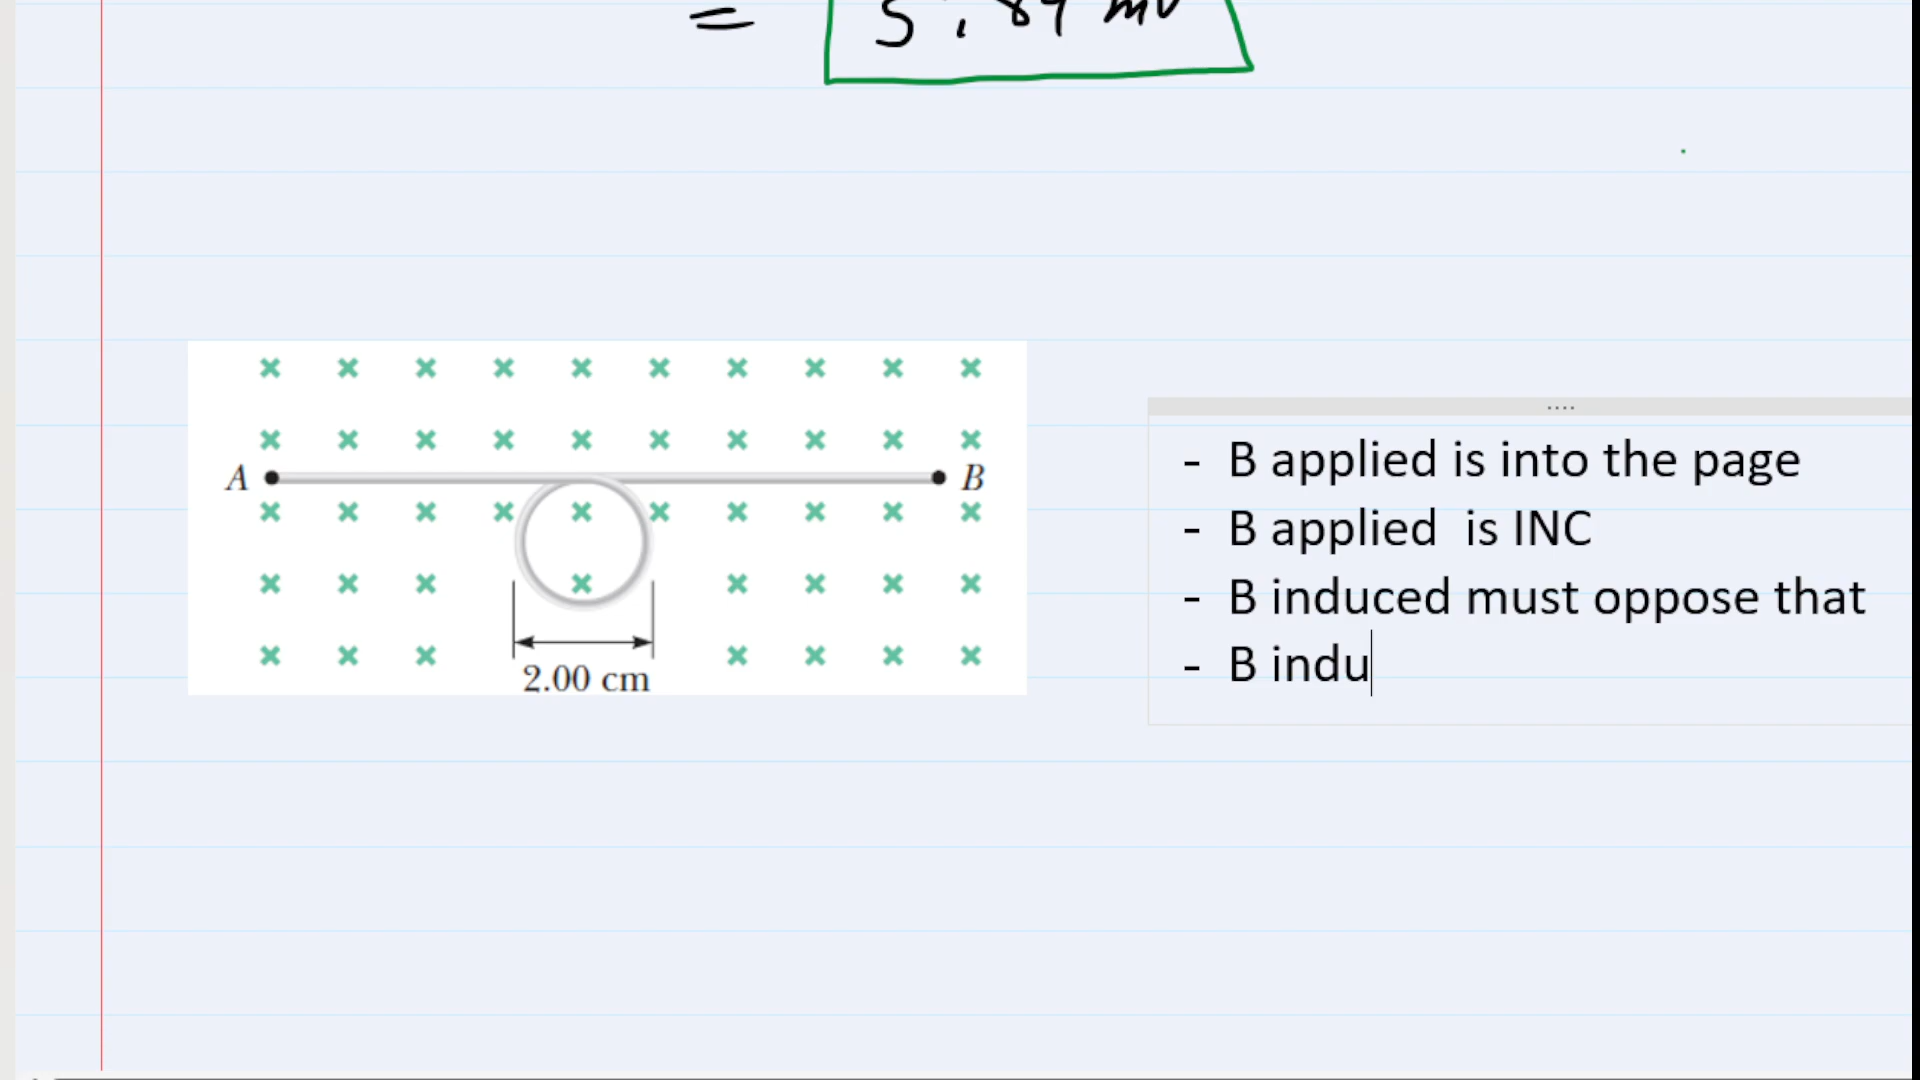 =
A
B
2.00 cm
- B applied is into the page
- B applied  is INC
- B induced must oppose that
- B indu